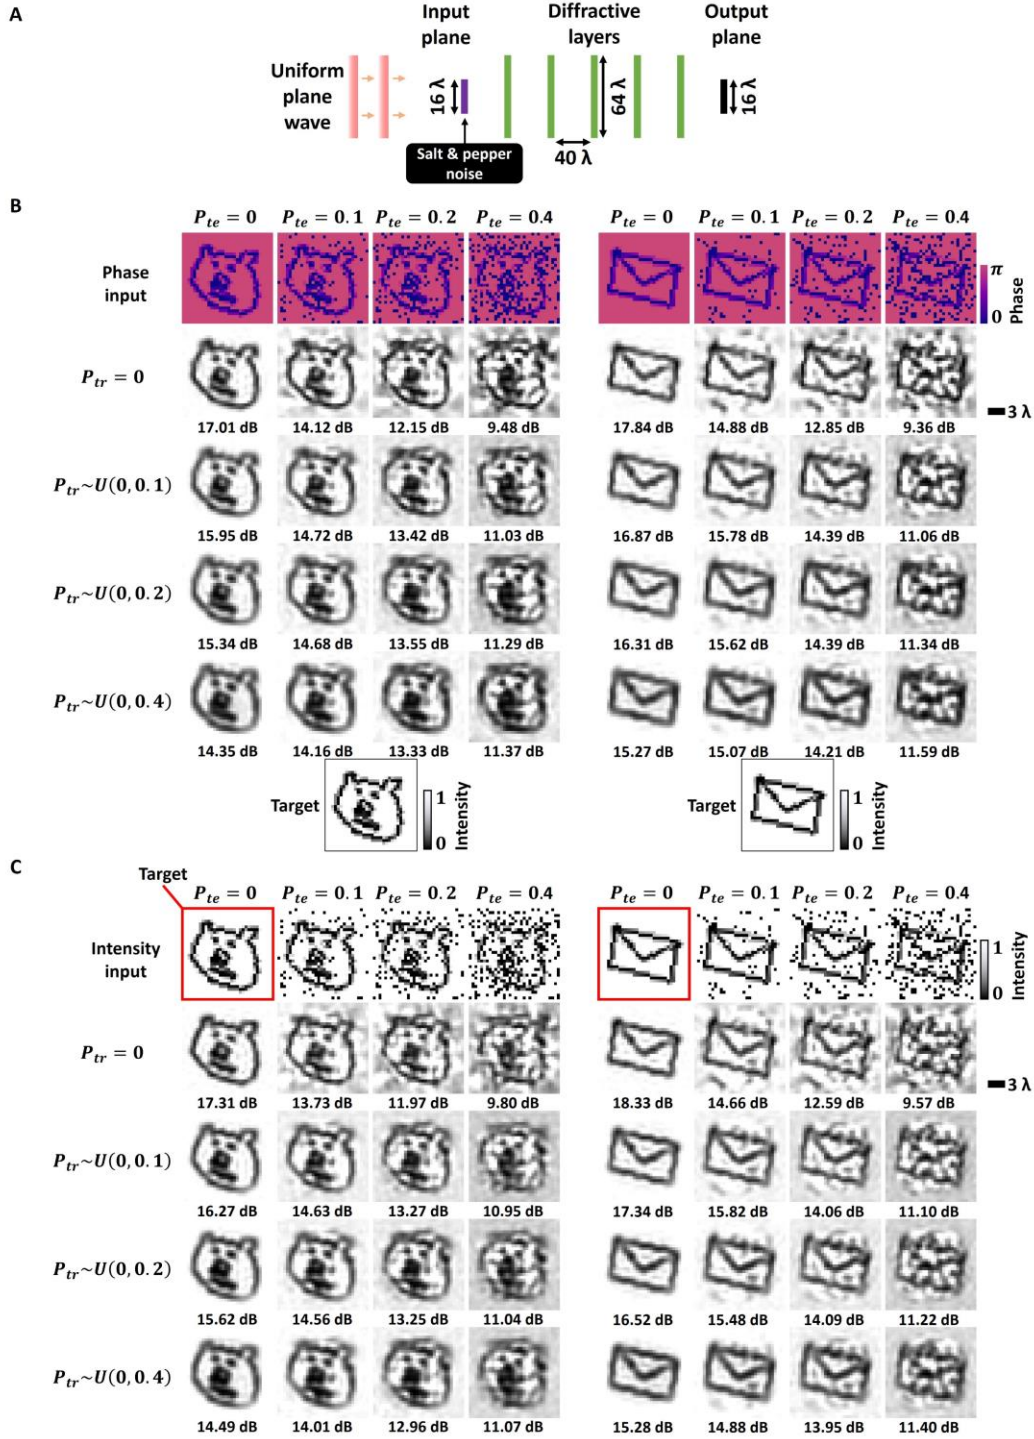 A
Input plane
Diffractive layers
Output plane
Uniform plane wave
16 λ
64 λ
16 λ
40 λ
Salt & pepper noise
B
P_te = 0 P_te = 0.1 P_te = 0.2 P_te = 0.4 P_te = 0 P_te = 0.1 P_te = 0.2 P_te = 0.4
Phase input
π
0
Phase
P_tr = 0
3 λ
17.01 dB 14.12 dB 12.15 dB 9.48 dB 17.84 dB 14.88 dB 12.85 dB 9.36 dB
P_tr~U(0, 0.1)
15.95 dB 14.72 dB 13.42 dB 11.03 dB 16.87 dB 15.78 dB 14.39 dB 11.06 dB
P_tr~U(0, 0.2)
15.34 dB 14.68 dB 13.55 dB 11.29 dB 16.31 dB 15.62 dB 14.39 dB 11.34 dB
P_tr~U(0, 0.4)
14.35 dB 14.16 dB 13.33 dB 11.37 dB 15.27 dB 15.07 dB 14.21 dB 11.59 dB
Target 1 0 Intensity Target 1 0 Intensity
C
Target
P_te = 0 P_te = 0.1 P_te = 0.2 P_te = 0.4 P_te = 0 P_te = 0.1 P_te = 0.2 P_te = 0.4
Intensity input
1
0
Intensity
P_tr = 0
3 λ
17.31 dB 13.73 dB 11.97 dB 9.80 dB 18.33 dB 14.66 dB 12.59 dB 9.57 dB
P_tr~U(0, 0.1)
16.27 dB 14.63 dB 13.27 dB 10.95 dB 17.34 dB 15.82 dB 14.06 dB 11.10 dB
P_tr~U(0, 0.2)
15.62 dB 14.56 dB 13.25 dB 11.04 dB 16.52 dB 15.48 dB 14.09 dB 11.22 dB
P_tr~U(0, 0.4)
14.49 dB 14.01 dB 12.96 dB 11.07 dB 15.28 dB 14.88 dB 13.95 dB 11.40 dB